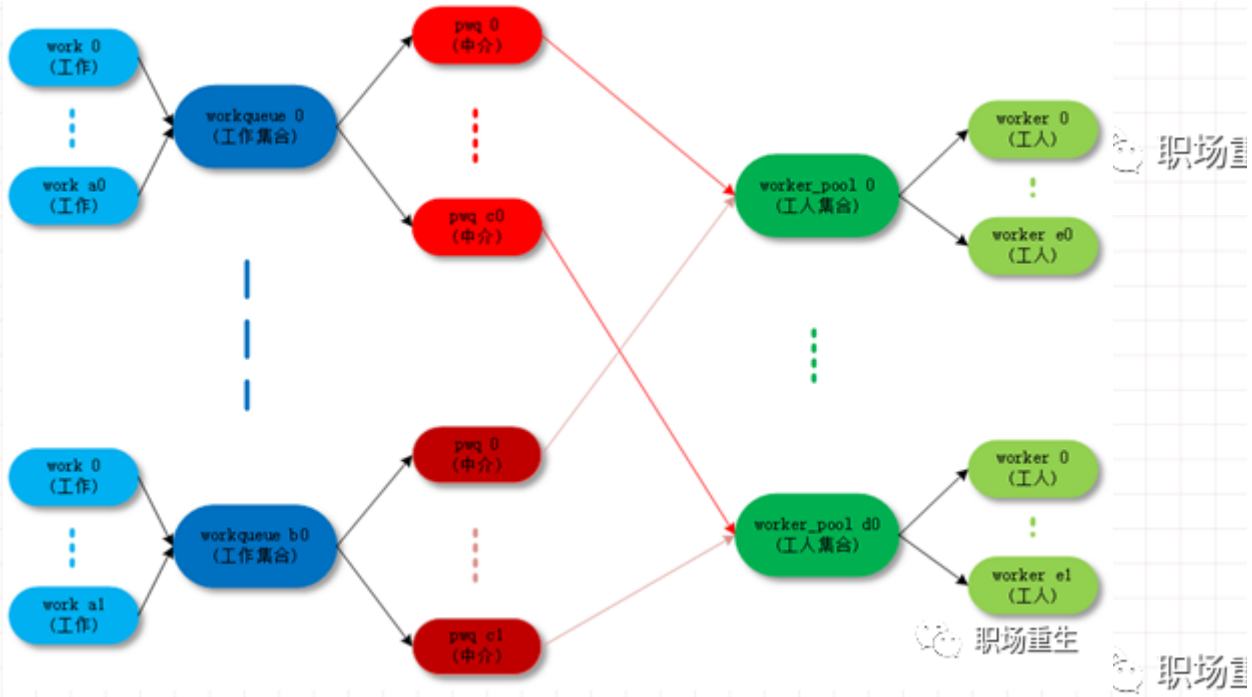 work 0
(工作)
work a0
(工作)
workqueue 0
(工作集合)
pwq 0
(中介)
pwq c0
(中介)
worker_pool 0
(工人集合)
worker 0
(工人)
worker e0
(工人)
职场重
work 0
(工作)
work a1
(工作)
workqueue b0
(工作集合)
pwq 0
(中介)
pwq c1
(中介)
worker_pool d0
(工人集合)
worker 0
(工人)
worker e1
(工人)
职场重生
职场重